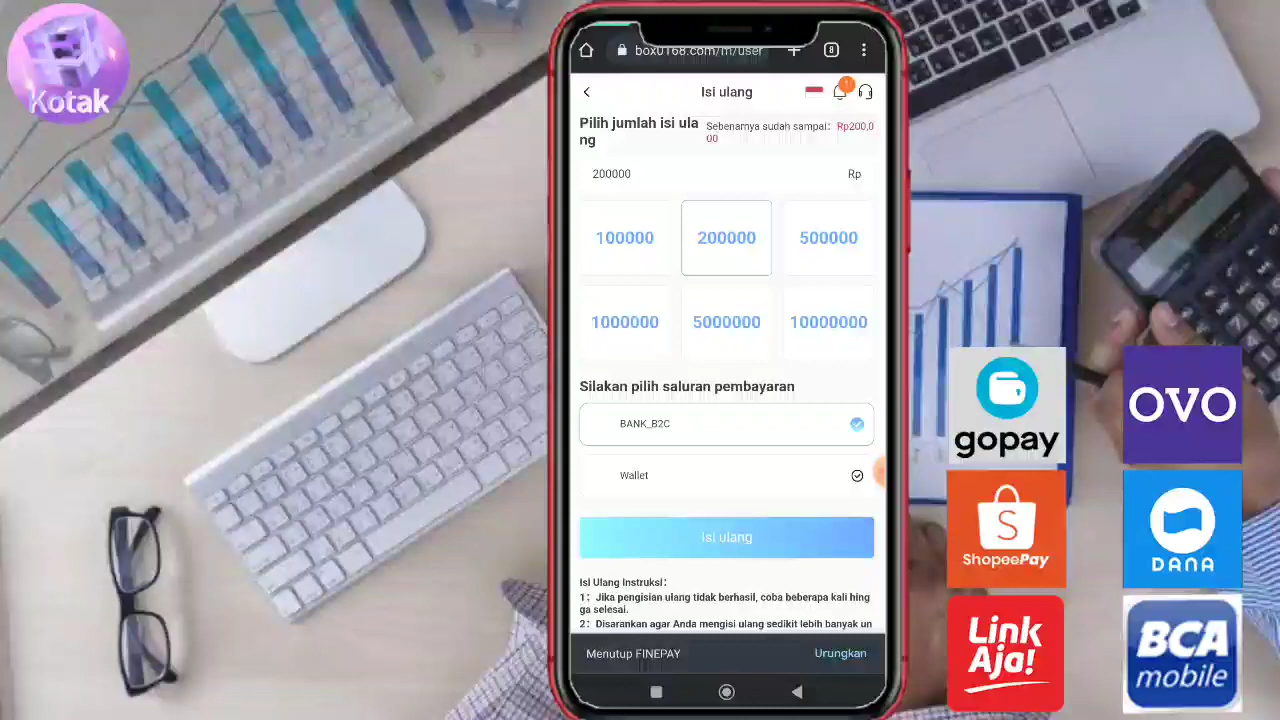 Kotak
box0168.com/m/user
8
Isi ulang
1
Pilih jumlah isi ula
ng
Sebenarnya sudah sampai: Rp200,0
00
200000 Rp
100000 200000 500000
1000000 5000000 10000000
Silakan pilih saluran pembayaran
BANK_B2C
Wallet
Isi ulang
Isi Ulang Instruksi:
1: Jika pengisian ulang tidak berhasil, coba beberapa kali hing
ga selesai.
2: Disarankan agar Anda mengisi ulang sedikit lebih banyak un
Menutup FINEPAY Urungkan
gopay
OVO
ShopeePay
DANA
Link
Aja!
BCA
mobile